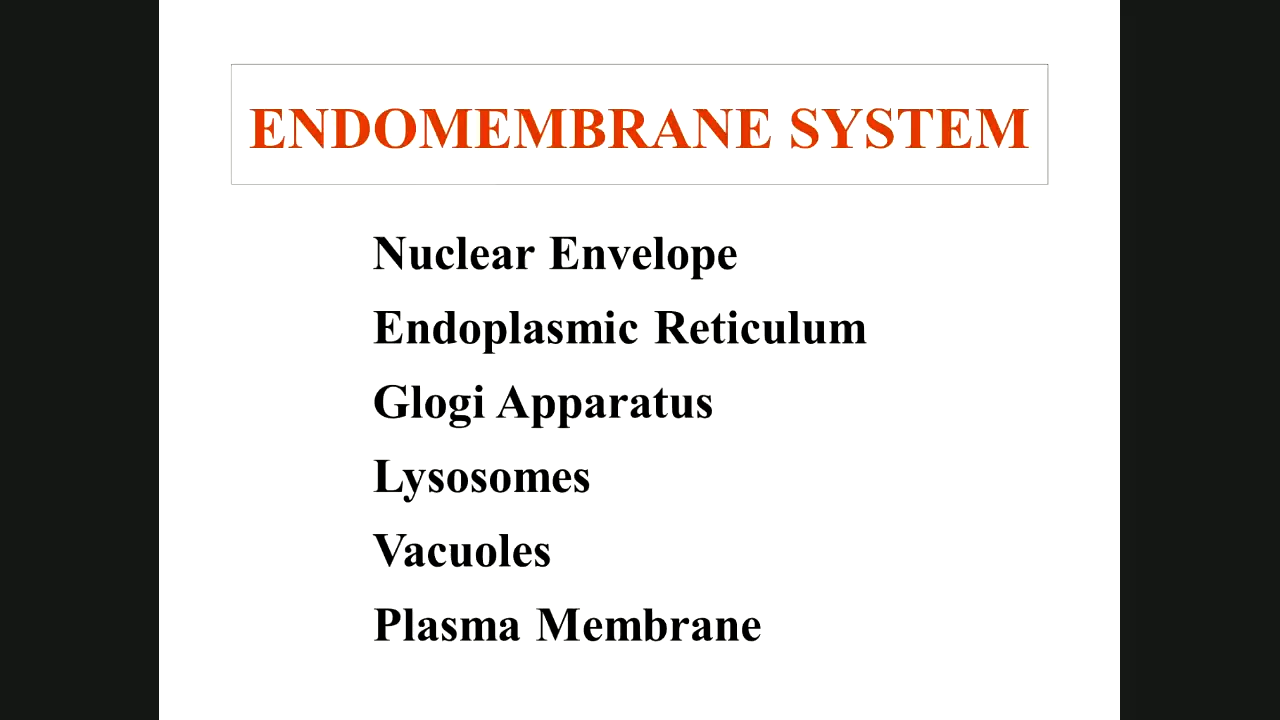 ENDOMEMBRANE SYSTEM
Nuclear Envelope
Endoplasmic Reticulum
Glogi Apparatus
Lysosomes
Vacuoles
Plasma Membrane